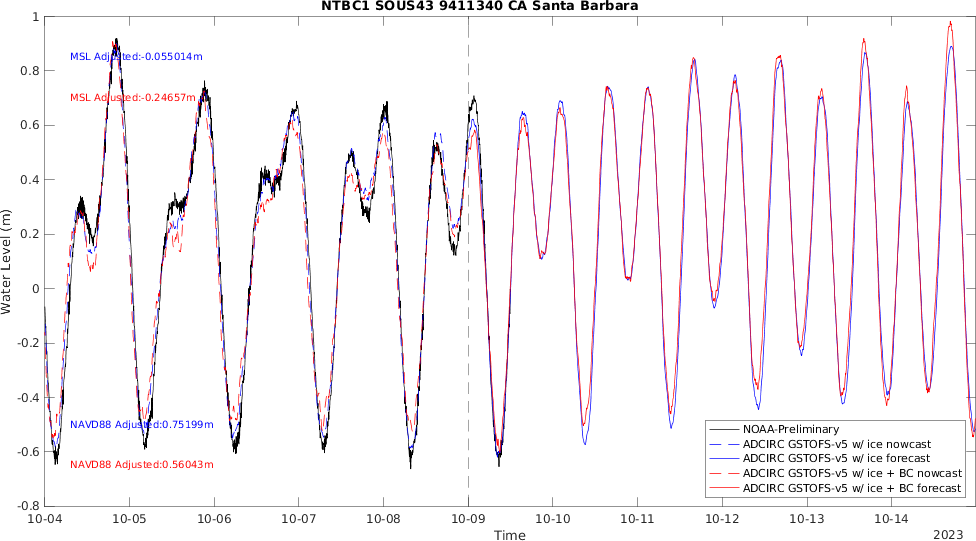 NTBC1 SOUS43 9411340 CA Santa Barbara
1
0.8
0.6
0.4
0.2
0
-0.2
-0.4
-0.6
-0.8
Water Level (m)
MSL Adjusted:-0.055014m
MSL Adjusted:-0.24657m
NAVD88 Adjusted:0.75199m
NAVD88 Adjusted:0.56043m
NOAA-Preliminary
ADCIRC GSTOFS-v5 w/ ice nowcast
ADCIRC GSTOFS-v5 w/ ice forecast
ADCIRC GSTOFS-v5 w/ ice + BC nowcast
ADCIRC GSTOFS-v5 w/ ice + BC forecast
10-04 10-05 10-06 10-07 10-08 10-09 10-10 10-11 10-12 10-13 10-14
Time
2023